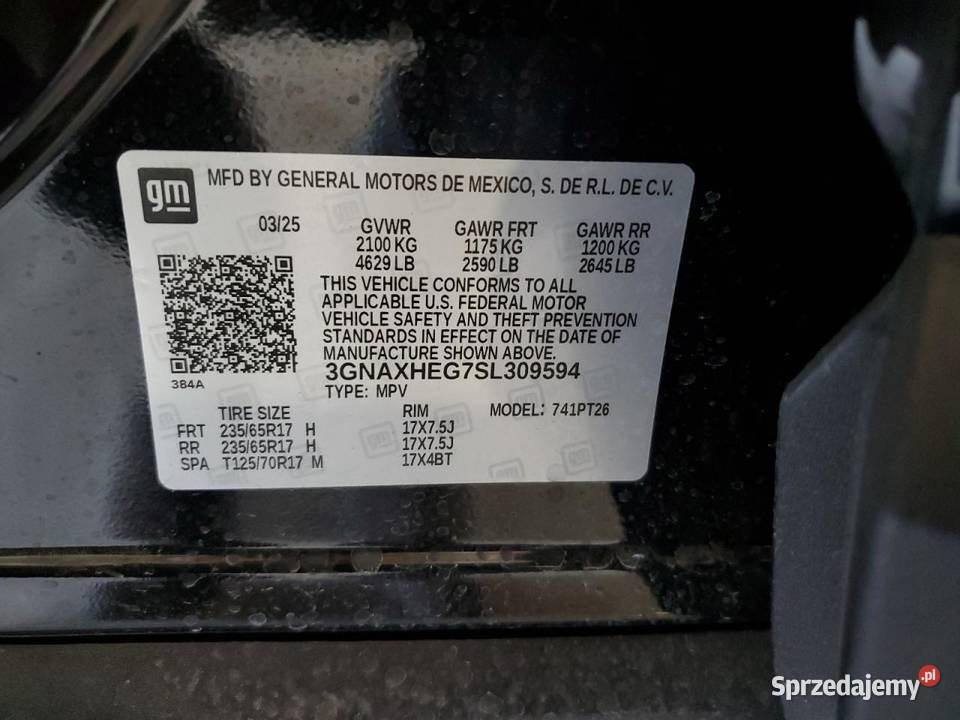 gm
MFD BY GENERAL MOTORS DE MEXICO, S. DE R.L. DE C.V.
03/25 GVWR GAWR FRT GAWR RR
2100 KG 1175 KG 1200 KG
4629 LB 2590 LB 2645 LB
THIS VEHICLE CONFORMS TO ALL
APPLICABLE U.S. FEDERAL MOTOR
VEHICLE SAFETY AND THEFT PREVENTION
STANDARDS IN EFFECT ON THE DATE OF
MANUFACTURE SHOWN ABOVE.
3GNAXHEG7SL309594
384A
TYPE: MPV
TIRE SIZE RIM MODEL: 741PT26
FRT 235/65R17 H 17X7.5J
RR 235/65R17 H 17X7.5J
SPA T125/70R17 M 17X4BT
Sprzedajemy.pl